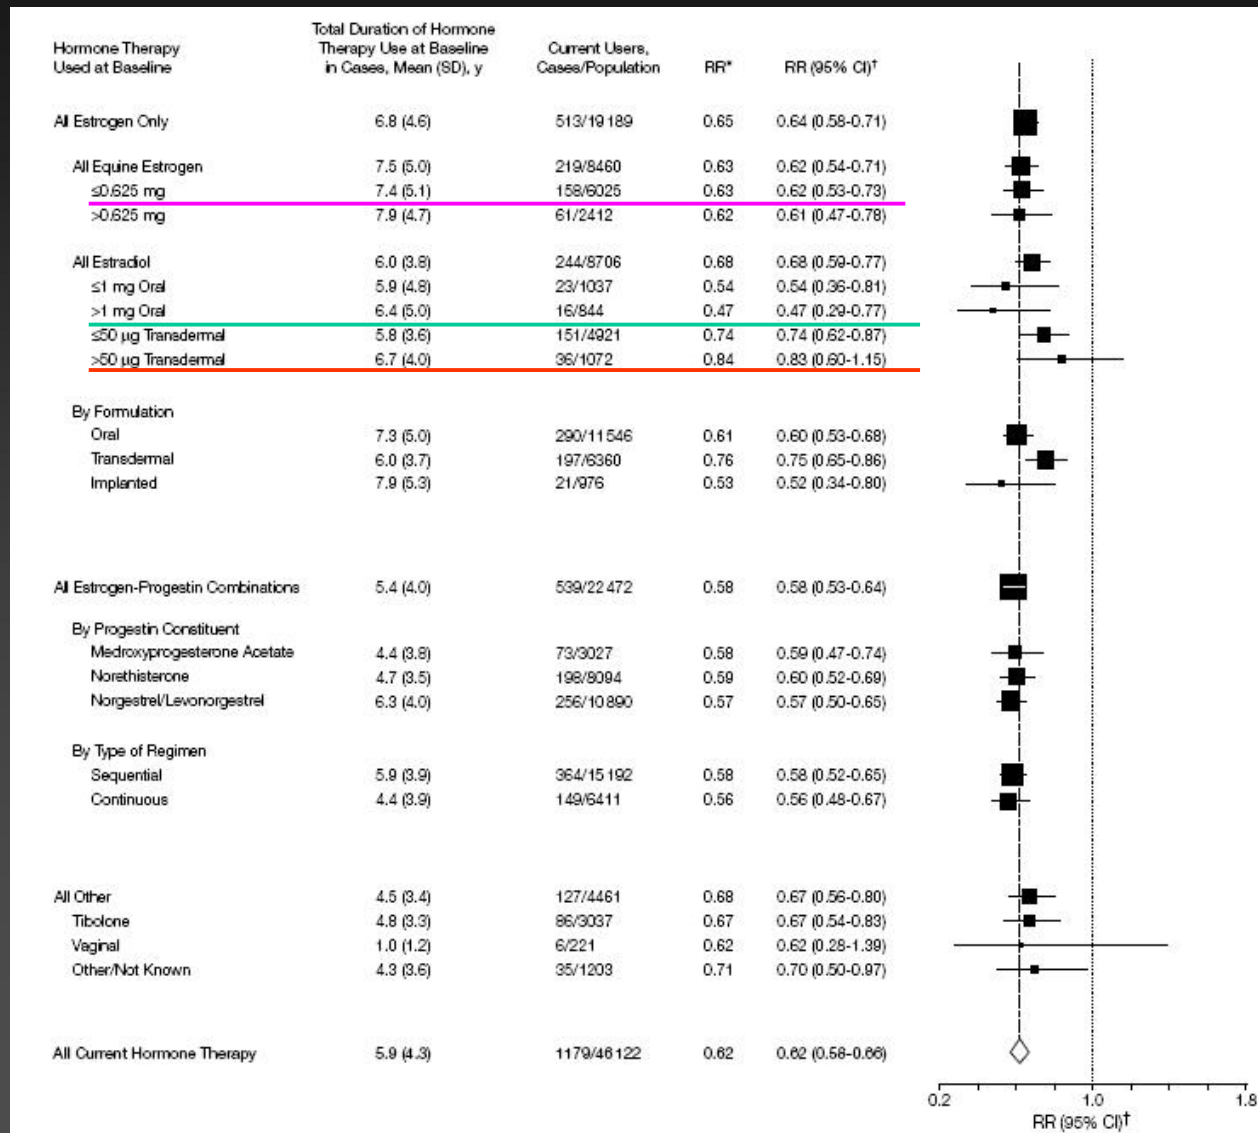 Hormone Therapy Used at Baseline
Total Duration of Hormone Therapy Use at Baseline in Cases, Mean (SD), y
Current Users, Cases/Population
RR*
RR (95% CI)†
All Estrogen Only 6.8 (4.6) 513/19 189 0.65 0.64 (0.58-0.71)
All Equine Estrogen 7.5 (5.0) 219/8460 0.63 0.62 (0.54-0.71)
≤0.625 mg 7.4 (5.1) 158/6025 0.63 0.62 (0.53-0.73)
>0.625 mg 7.9 (4.7) 61/2412 0.62 0.61 (0.47-0.78)
All Estradiol 6.0 (3.8) 244/8706 0.68 0.68 (0.59-0.77)
≤1 mg Oral 5.9 (4.8) 23/1037 0.54 0.54 (0.36-0.81)
>1 mg Oral 6.4 (5.0) 16/844 0.47 0.47 (0.29-0.77)
≤50 µg Transdermal 5.8 (3.6) 151/4921 0.74 0.74 (0.62-0.87)
>50 µg Transdermal 6.7 (4.0) 36/1072 0.84 0.83 (0.60-1.15)
By Formulation
Oral 7.3 (5.0) 290/11 546 0.61 0.60 (0.53-0.68)
Transdermal 6.0 (3.7) 197/6360 0.76 0.75 (0.65-0.86)
Implanted 7.9 (5.3) 21/976 0.53 0.52 (0.34-0.80)
All Estrogen-Progestin Combinations 5.4 (4.0) 539/22 472 0.58 0.58 (0.53-0.64)
By Progestin Constituent
Medroxyprogesterone Acetate 4.4 (3.8) 73/3027 0.58 0.59 (0.47-0.74)
Norethisterone 4.7 (3.5) 198/8094 0.59 0.60 (0.52-0.69)
Norgestrel/Levonorgestrel 6.3 (4.0) 256/10 890 0.57 0.57 (0.50-0.65)
By Type of Regimen
Sequential 5.9 (3.9) 364/15 192 0.58 0.58 (0.52-0.65)
Continuous 4.4 (3.9) 149/6411 0.56 0.56 (0.48-0.67)
All Other 4.5 (3.4) 127/4461 0.68 0.67 (0.56-0.80)
Tibolone 4.8 (3.3) 86/3037 0.67 0.67 (0.54-0.83)
Vaginal 1.0 (1.2) 6/221 0.62 0.62 (0.28-1.39)
Other/Not Known 4.3 (3.6) 35/1203 0.71 0.70 (0.50-0.97)
All Current Hormone Therapy 5.9 (4.3) 1179/46 122 0.62 0.62 (0.58-0.66)
0.2 1.0 1.8
RR (95% CI)†